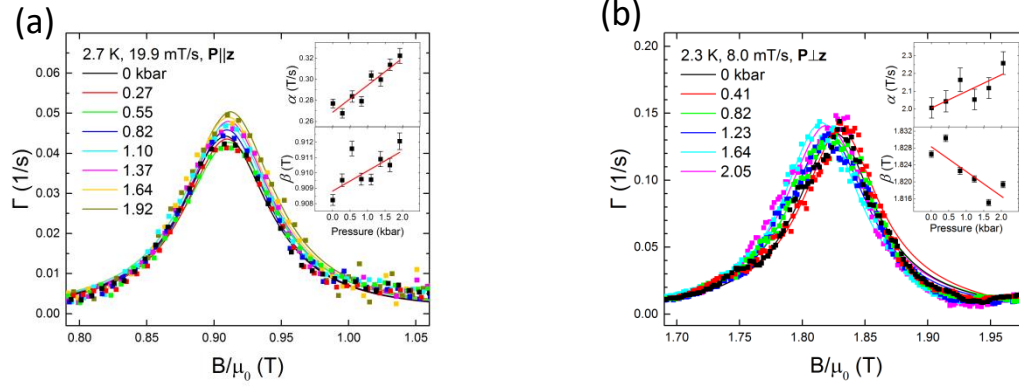 (a)
2.7 K, 19.9 mT/s, P||z
0 kbar
0.27
0.55
0.82
1.10
1.37
1.64
1.92
Γ (1/s)
0.06
0.05
0.04
0.03
0.02
0.01
0.00
0.80 0.85 0.90 0.95 1.00 1.05
B/μ₀ (T)
α (T/s)
0.32
0.30
0.28
0.26
β (T)
0.912
0.910
0.909
0.908
0.0 0.5 1.0 1.5 2.0
Pressure (kbar)
(b)
2.3 K, 8.0 mT/s, P⊥z
0 kbar
0.41
0.82
1.23
1.64
2.05
Γ (1/s)
0.20
0.15
0.10
0.05
0.00
1.70 1.75 1.80 1.85 1.90 1.95
B/μ₀ (T)
α (T/s)
2.3
2.2
2.1
2.0
β (T)
1.832
1.828
1.824
1.820
1.816
0.0 0.5 1.0 1.5 2.0
Pressure (kbar)